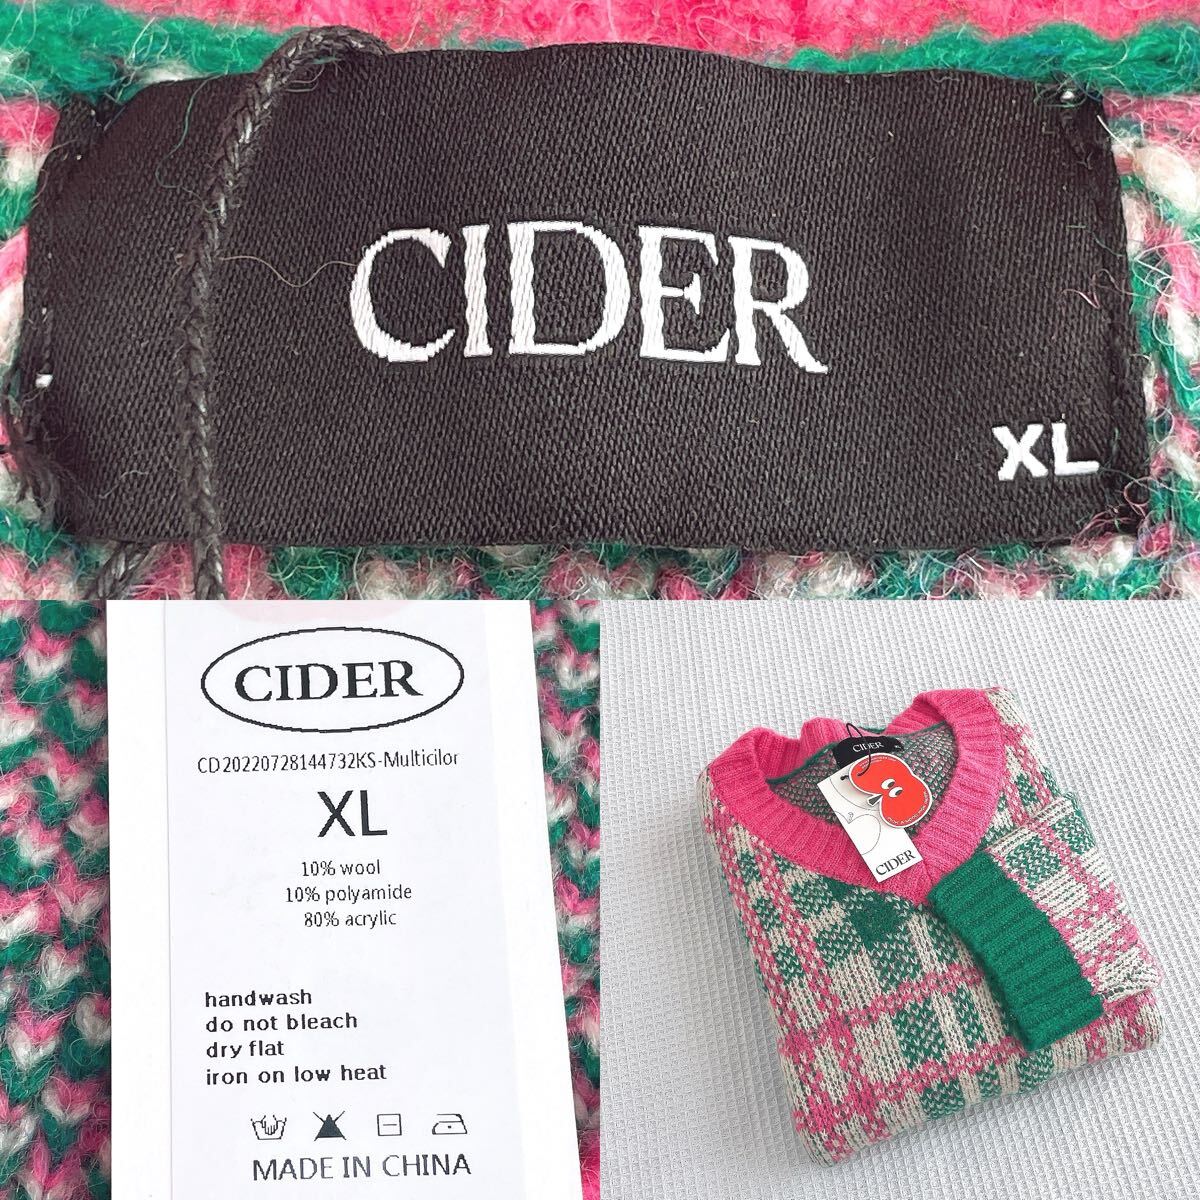 CIDER
XL
CIDER
CD20220728144732KS-Multicilor
XL
10% wool
10% polyamide
80% acrylic
handwash
do not bleach
dry flat
iron on low heat
MADE IN CHINA
CIDER
CIDER